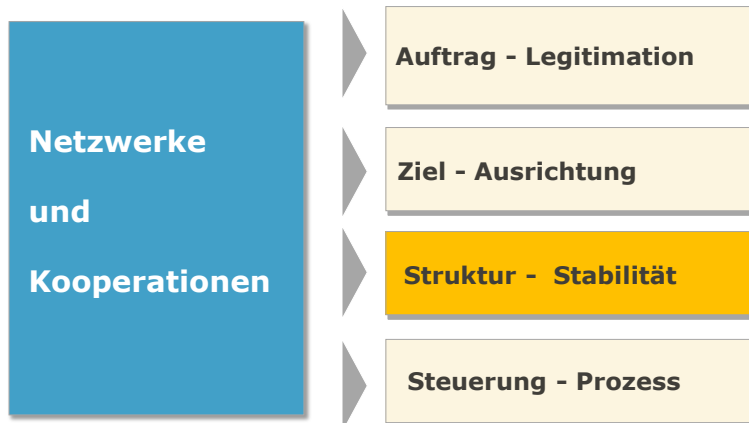 Netzwerke
und
Kooperationen
Auftrag - Legitimation
Ziel - Ausrichtung
Struktur - Stabilität
Steuerung - Prozess